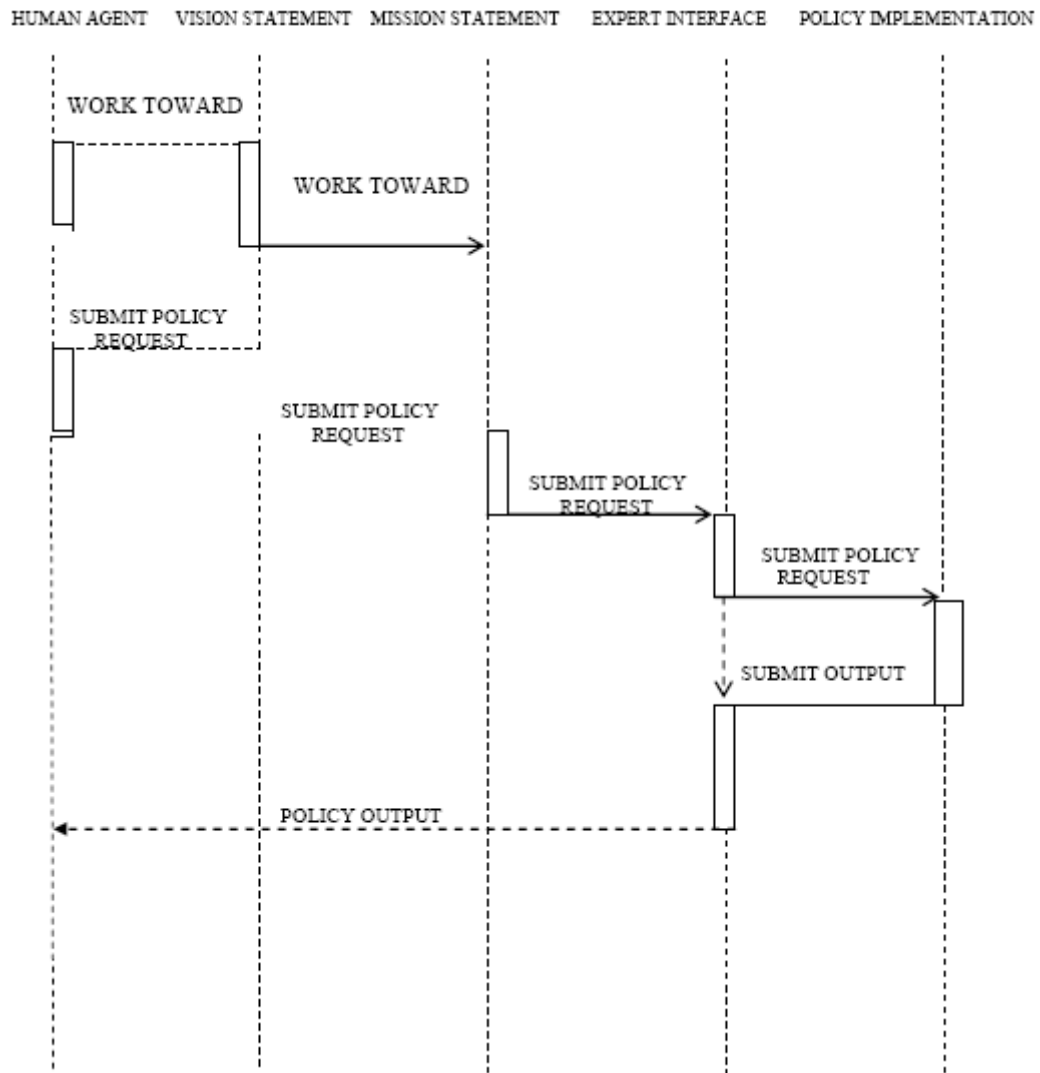 HUMAN AGENT VISION STATEMENT MISSION STATEMENT EXPERT INTERFACE POLICY IMPLEMENTATION
WORK TOWARD
WORK TOWARD
SUBMIT POLICY
REQUEST
SUBMIT POLICY
REQUEST
SUBMIT POLICY
REQUEST
SUBMIT POLICY
REQUEST
SUBMIT OUTPUT
POLICY OUTPUT